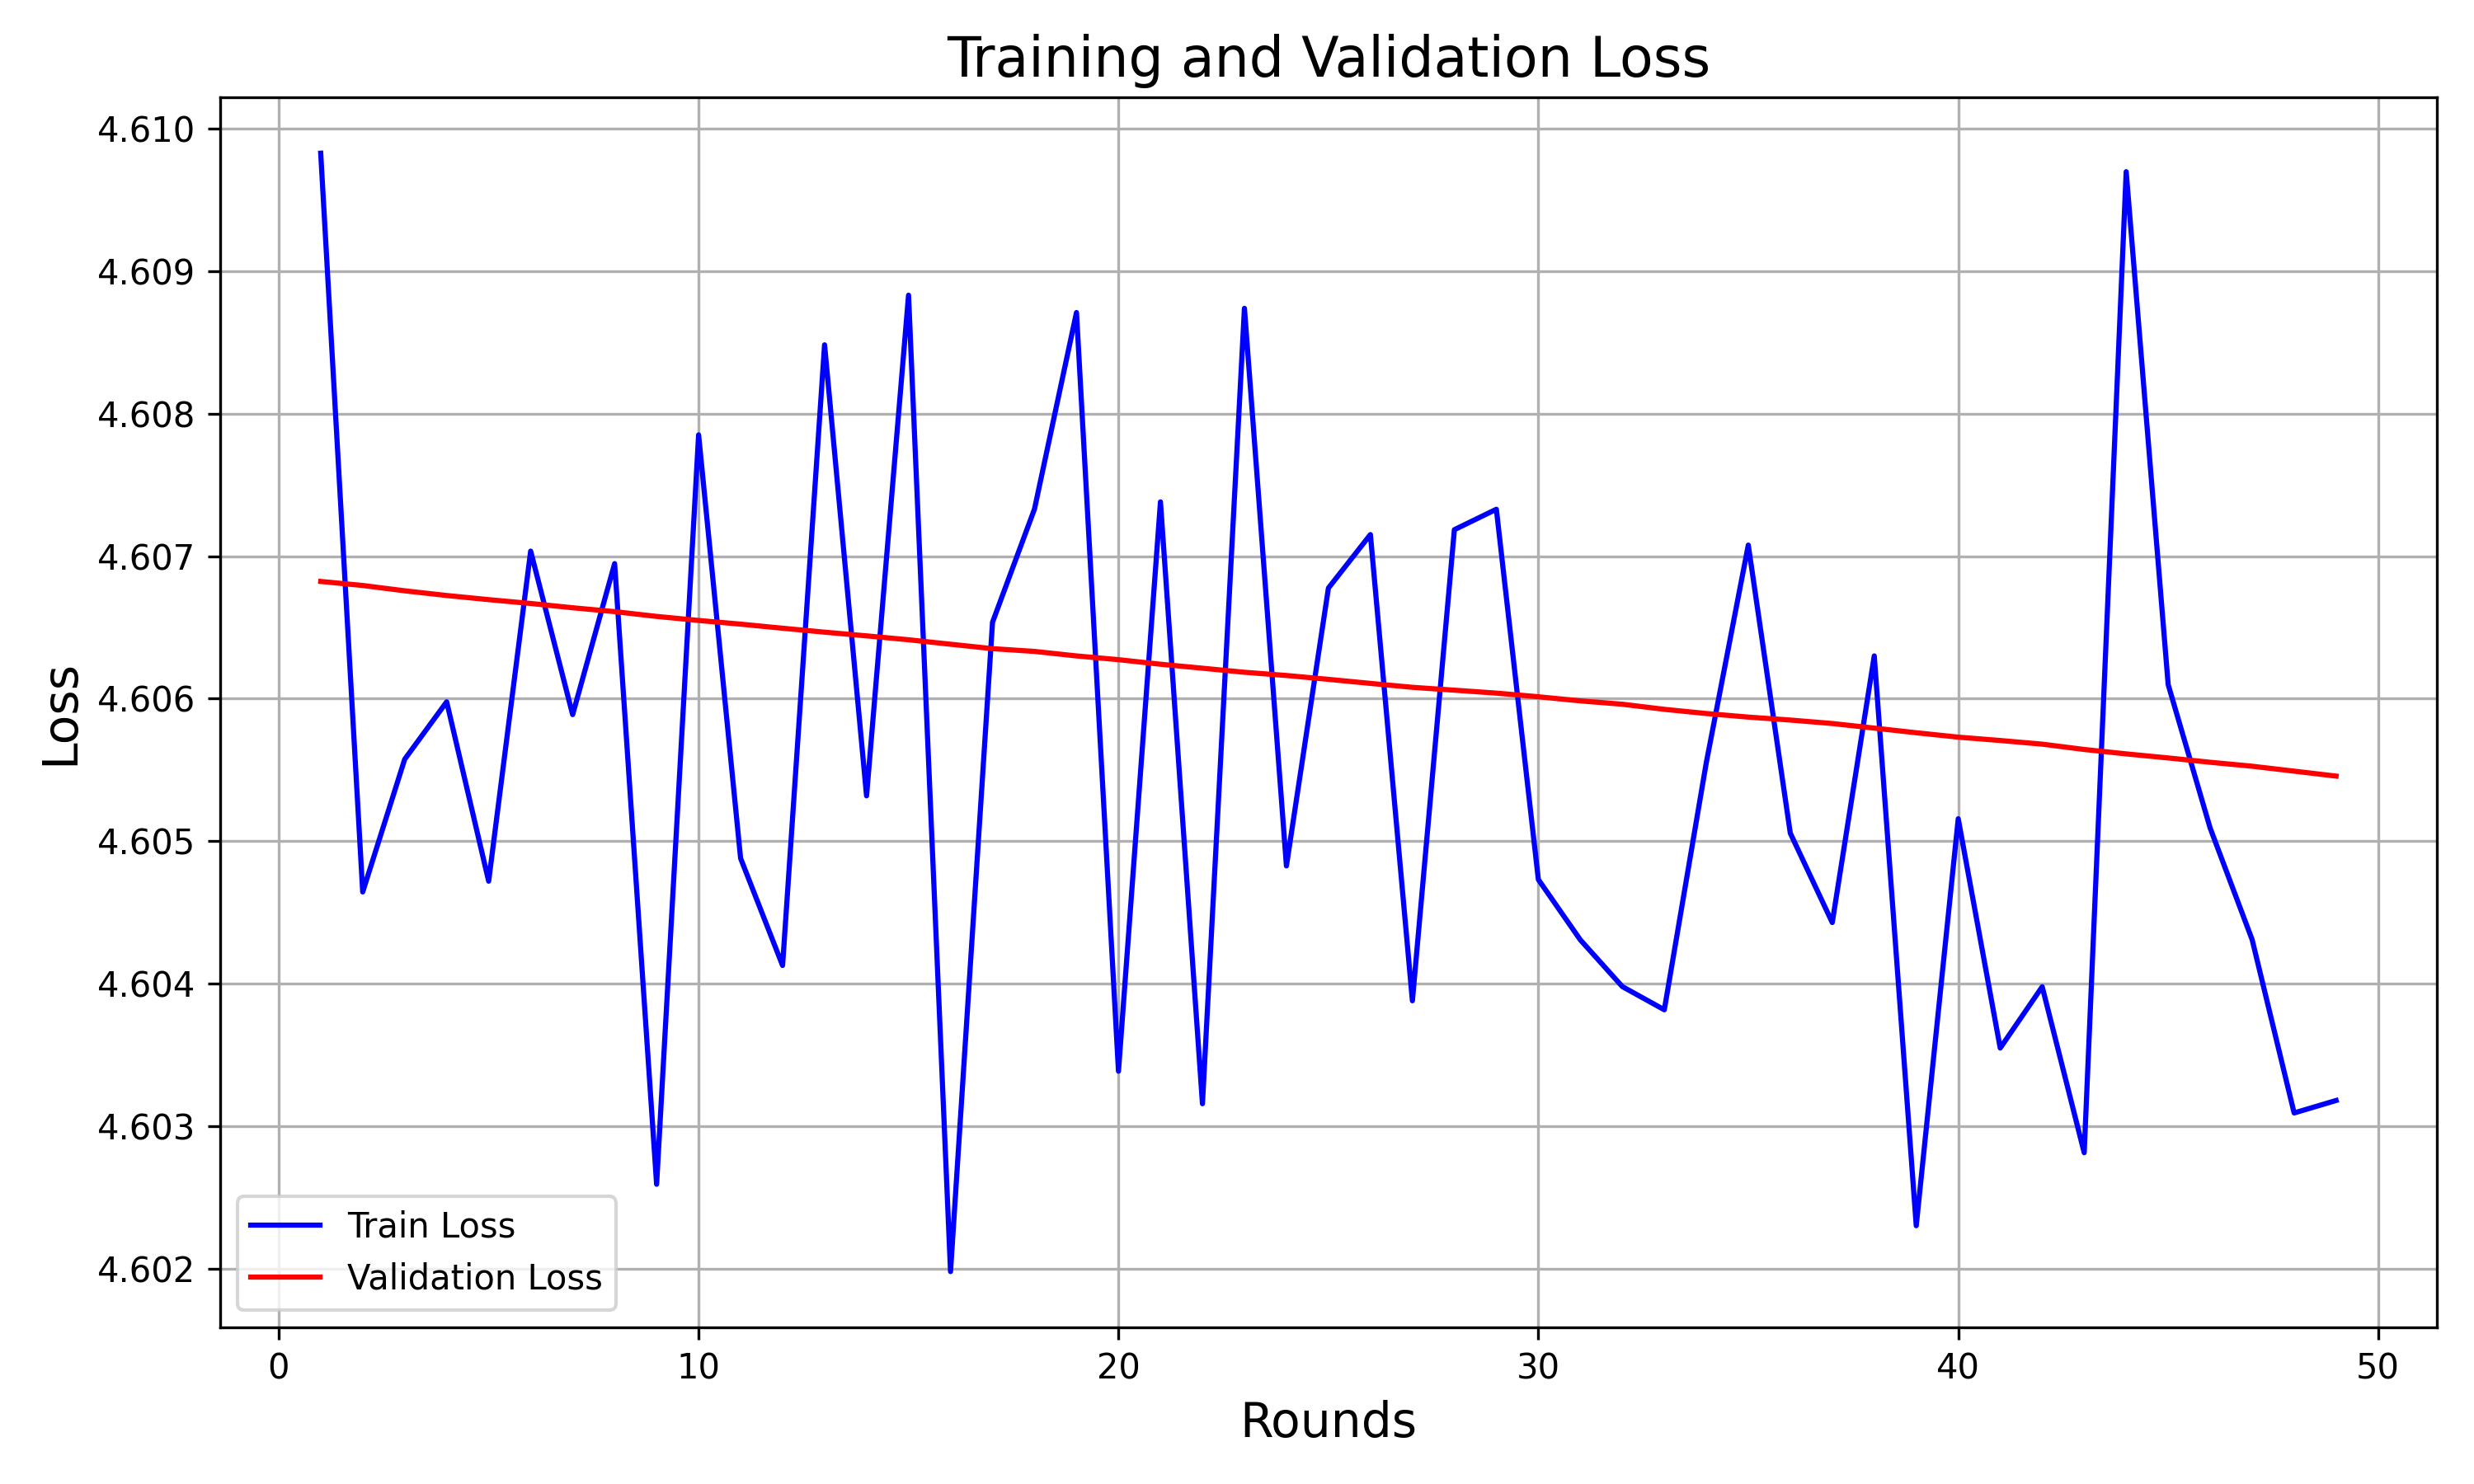 Training and Validation Loss
4.610
4.609
4.608
4.607
4.606
4.605
4.604
4.603
4.602
Loss
Train Loss
Validation Loss
0 10 20 30 40 50
Rounds